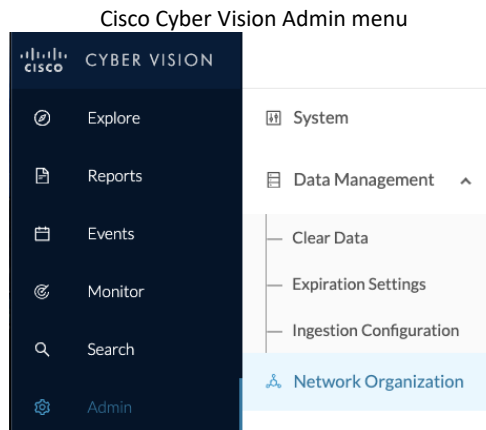 Cisco Cyber Vision Admin menu
CISCO CYBER VISION
Explore
Reports
Events
Monitor
Search
Admin
System
Data Management
Clear Data
Expiration Settings
Ingestion Configuration
Network Organization